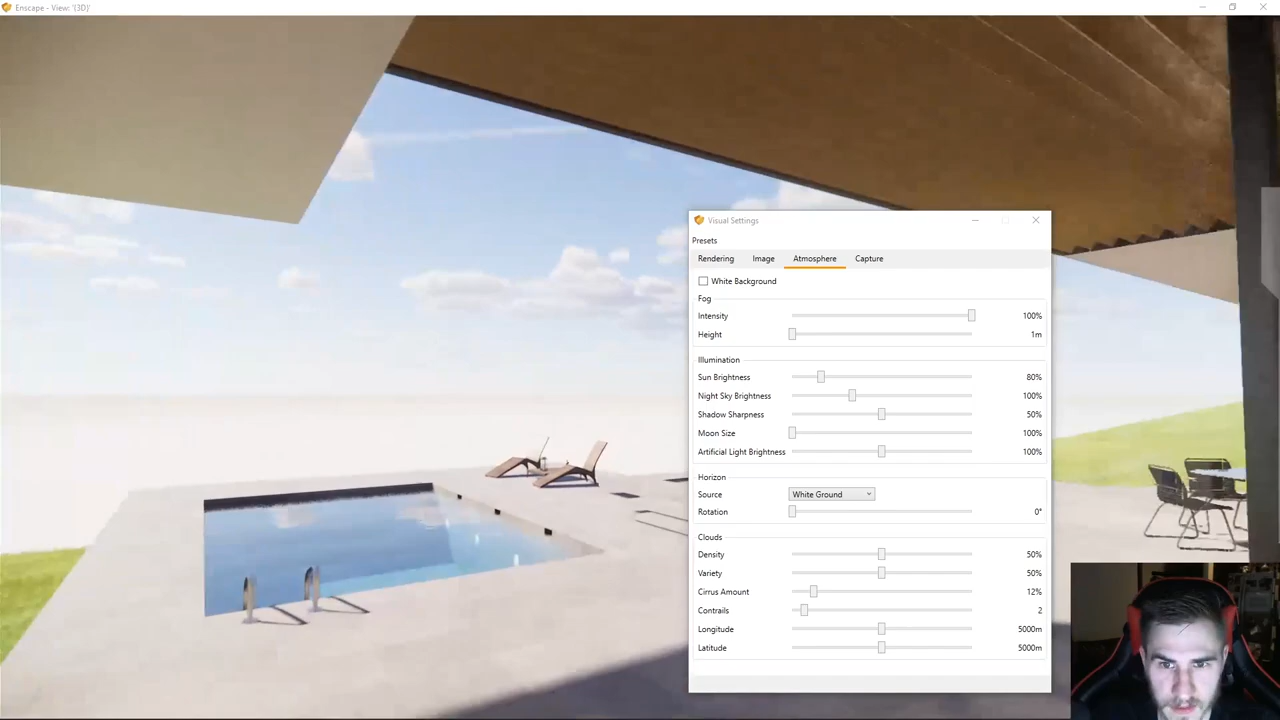 Enscape - View: '{3D}'
Visual Settings
Presets
Rendering Image Atmosphere Capture
White Background
Fog
Intensity 100%
Height 1m
Illumination
Sun Brightness 80%
Night Sky Brightness 100%
Shadow Sharpness 50%
Moon Size 100%
Artificial Light Brightness 100%
Horizon
Source White Ground
Rotation 0°
Clouds
Density 50%
Variety 50%
Cirrus Amount 12%
Contrails 2
Longitude 5000m
Latitude 5000m